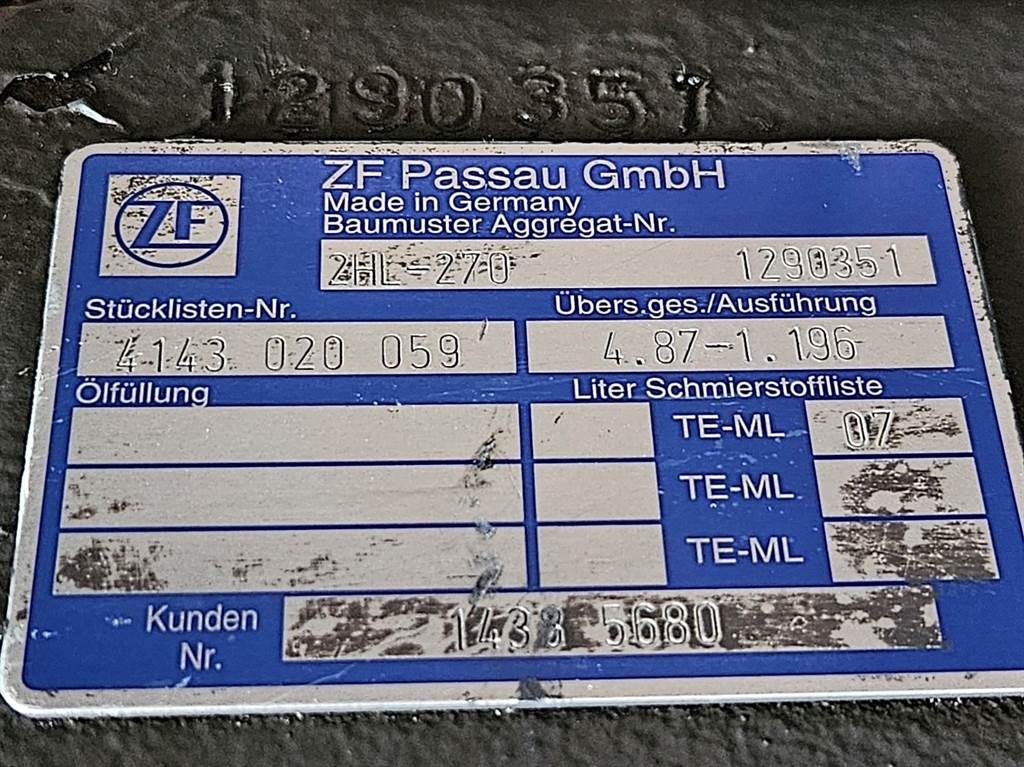 1290351
ZF
ZF Passau GmbH
Made in Germany
Baumuster Aggregat-Nr.
2HL-270 1290351
Stücklisten-Nr. Übers.ges./Ausführung
4143 020 059 4.87-1.196
Ölfüllung Liter Schmierstoffliste
TE-ML 07
TE-ML
TE-ML
Kunden 1438 5680
Nr.